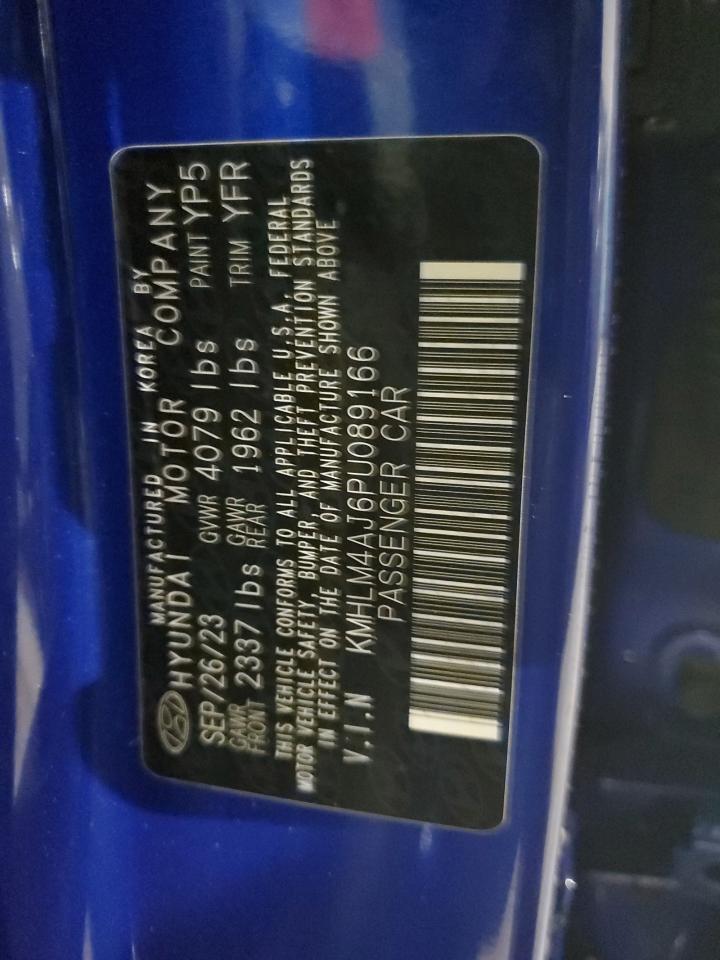 MANUFACTURED IN KOREA BY
HYUNDAI MOTOR COMPANY
SEP/26/23 GVWR 4079 lbs PAINT YP5
GAWR FRONT 2337 lbs GAWR REAR 1962 lbs TRIM YFR
THIS VEHICLE CONFORMS TO ALL APPLICABLE U.S.A. FEDERAL
MOTOR VEHICLE SAFETY, BUMPER, AND THEFT PREVENTION STANDARDS
IN EFFECT ON THE DATE OF MANUFACTURE SHOWN ABOVE
V.I.N KMHLM4AJ6PU089166
PASSENGER CAR